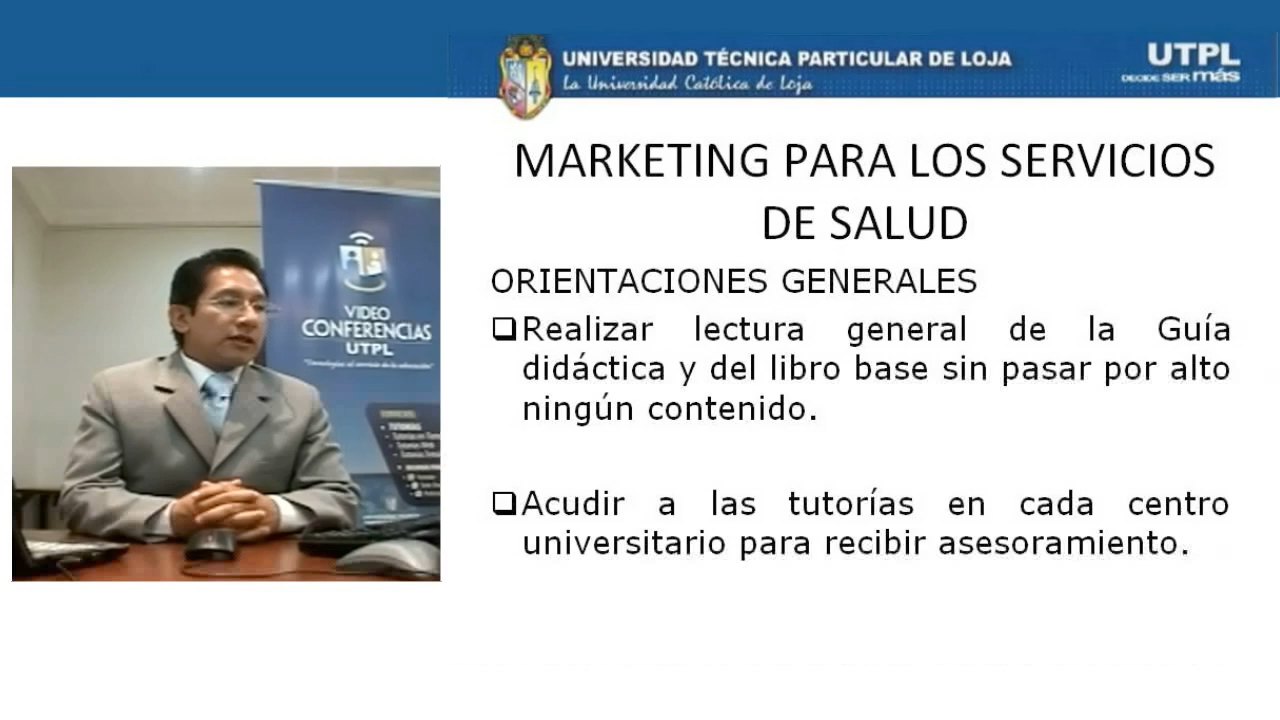 UNIVERSIDAD TÉCNICA PARTICULAR DE LOJA
La Universidad Católica de Loja
UTPL
DECIDE SER más
MARKETING PARA LOS SERVICIOS
DE SALUD
ORIENTACIONES GENERALES
❑Realizar lectura general de la Guía
didáctica y del libro base sin pasar por alto
ningún contenido.
❑Acudir a las tutorías en cada centro
universitario para recibir asesoramiento.
VIDEO
CONFERENCIAS
UTPL